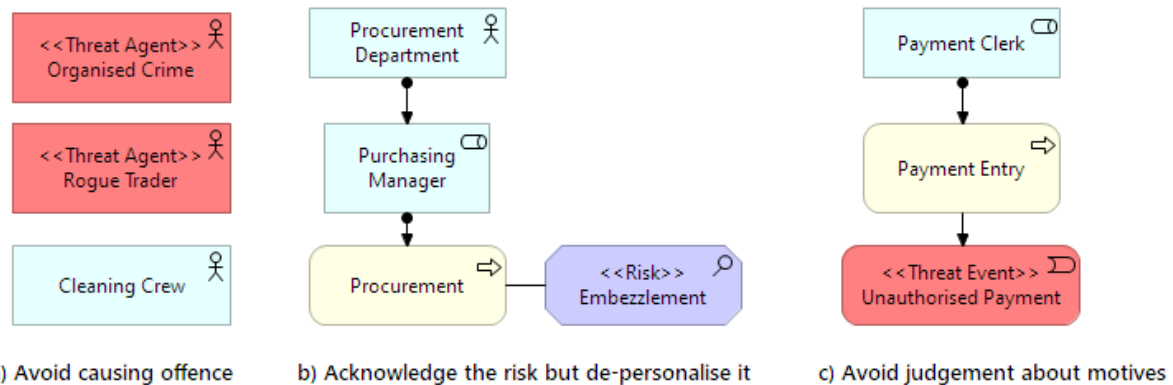 <<Threat Agent>>
Organised Crime
<<Threat Agent>>
Rogue Trader
Cleaning Crew
) Avoid causing offence
Procurement
Department
Purchasing
Manager
Procurement
<<Risk>>
Embezzlement
b) Acknowledge the risk but de-personalise it
Payment Clerk
Payment Entry
<<Threat Event>>
Unauthorised Payment
c) Avoid judgement about motives